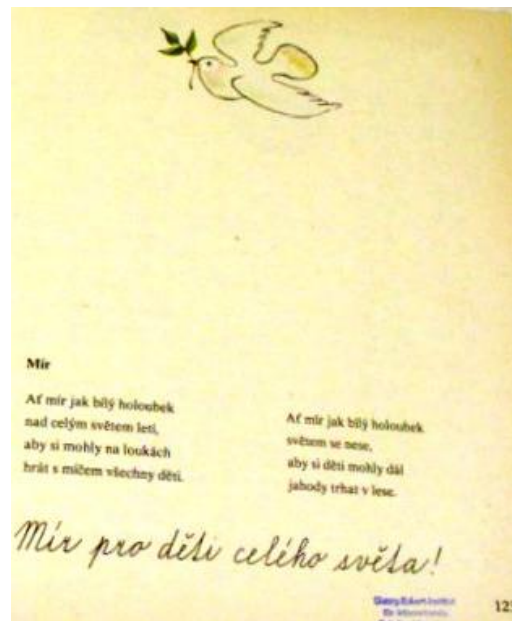 Mír
Ať mír jak bílý holoubek
nad celým světem letí,
aby si mohly na loukách
hrát s míčem všechny děti.
Ať mír jak bílý holoubek
světem se nese,
aby si děti mohly dál
jahody trhat v lese.
Mír pro děti celého světa!